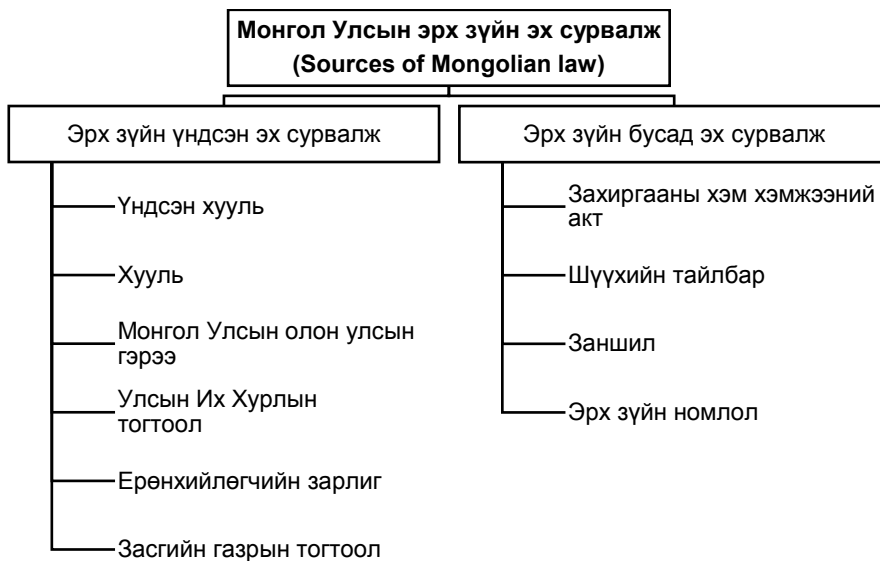 Монгол Улсын эрх зүйн эх сурвалж
(Sources of Mongolian law)
Эрх зүйн үндсэн эх сурвалж
Үндсэн хууль
Хууль
Монгол Улсын олон улсын
гэрээ
Улсын Их Хурлын
тогтоол
Ерөнхийлөгчийн зарлиг
Засгийн газрын тогтоол
Эрх зүйн бусад эх сурвалж
Захиргааны хэм хэмжээний
акт
Шүүхийн тайлбар
Заншил
Эрх зүйн номлол